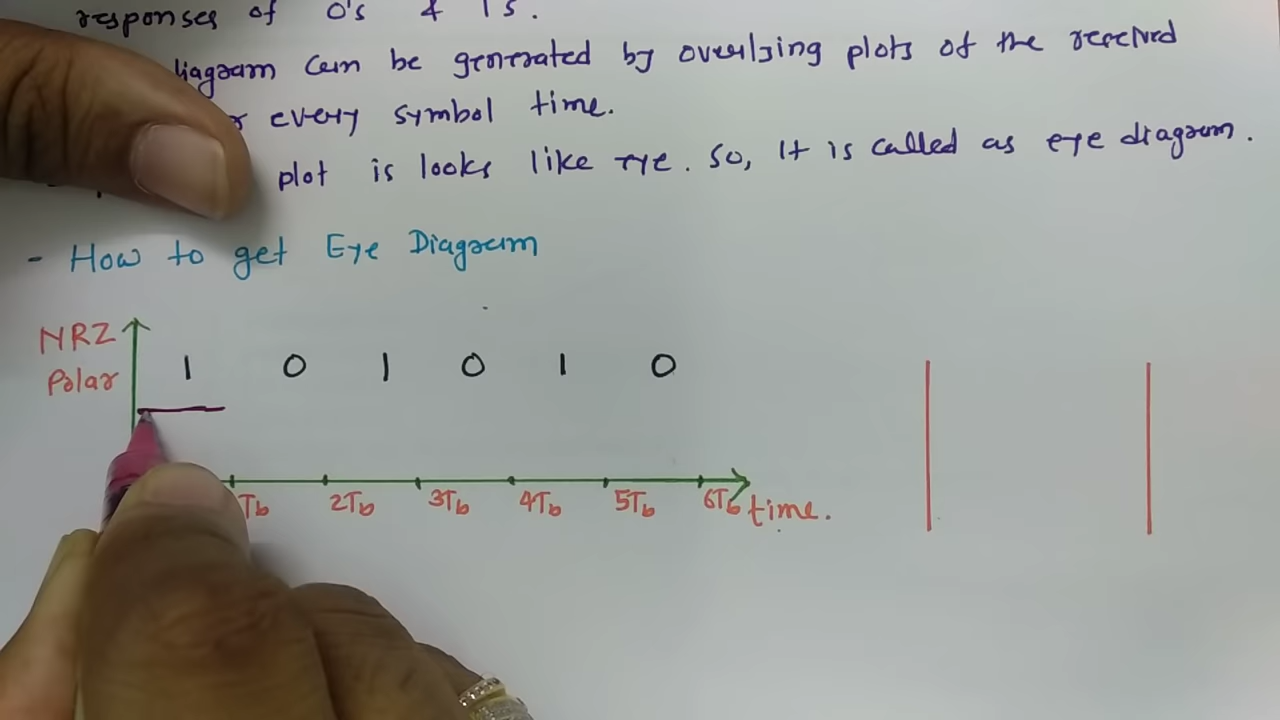 responses of 0's & 1's.
diagram can be generated by overlying plots of the received
every symbol time.
plot is looks like eye. So, It is called as eye diagram.
- How to get Eye Diagram
NRZ
Polar
1 0 1 0 1 0
Tb 2Tb 3Tb 4Tb 5Tb 6Tb time.